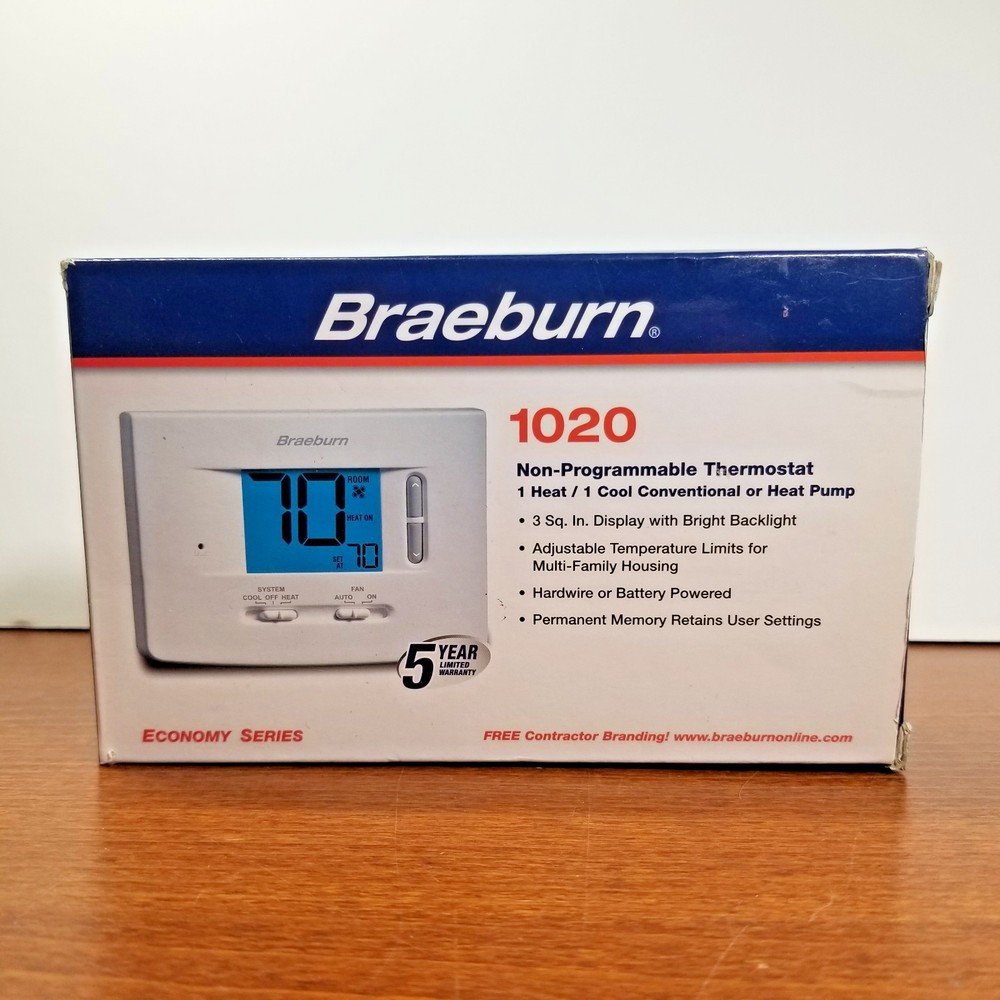 Braeburn®
1020
Non-Programmable Thermostat
1 Heat / 1 Cool Conventional or Heat Pump
• 3 Sq. In. Display with Bright Backlight
• Adjustable Temperature Limits for
Multi-Family Housing
• Hardwire or Battery Powered
• Permanent Memory Retains User Settings
Braeburn
70
ROOM
HEAT ON
SET
AT
70
SYSTEM
COOL OFF HEAT
FAN
AUTO ON
5 YEAR
LIMITED
WARRANTY
ECONOMY SERIES
FREE Contractor Branding! www.braeburnonline.com